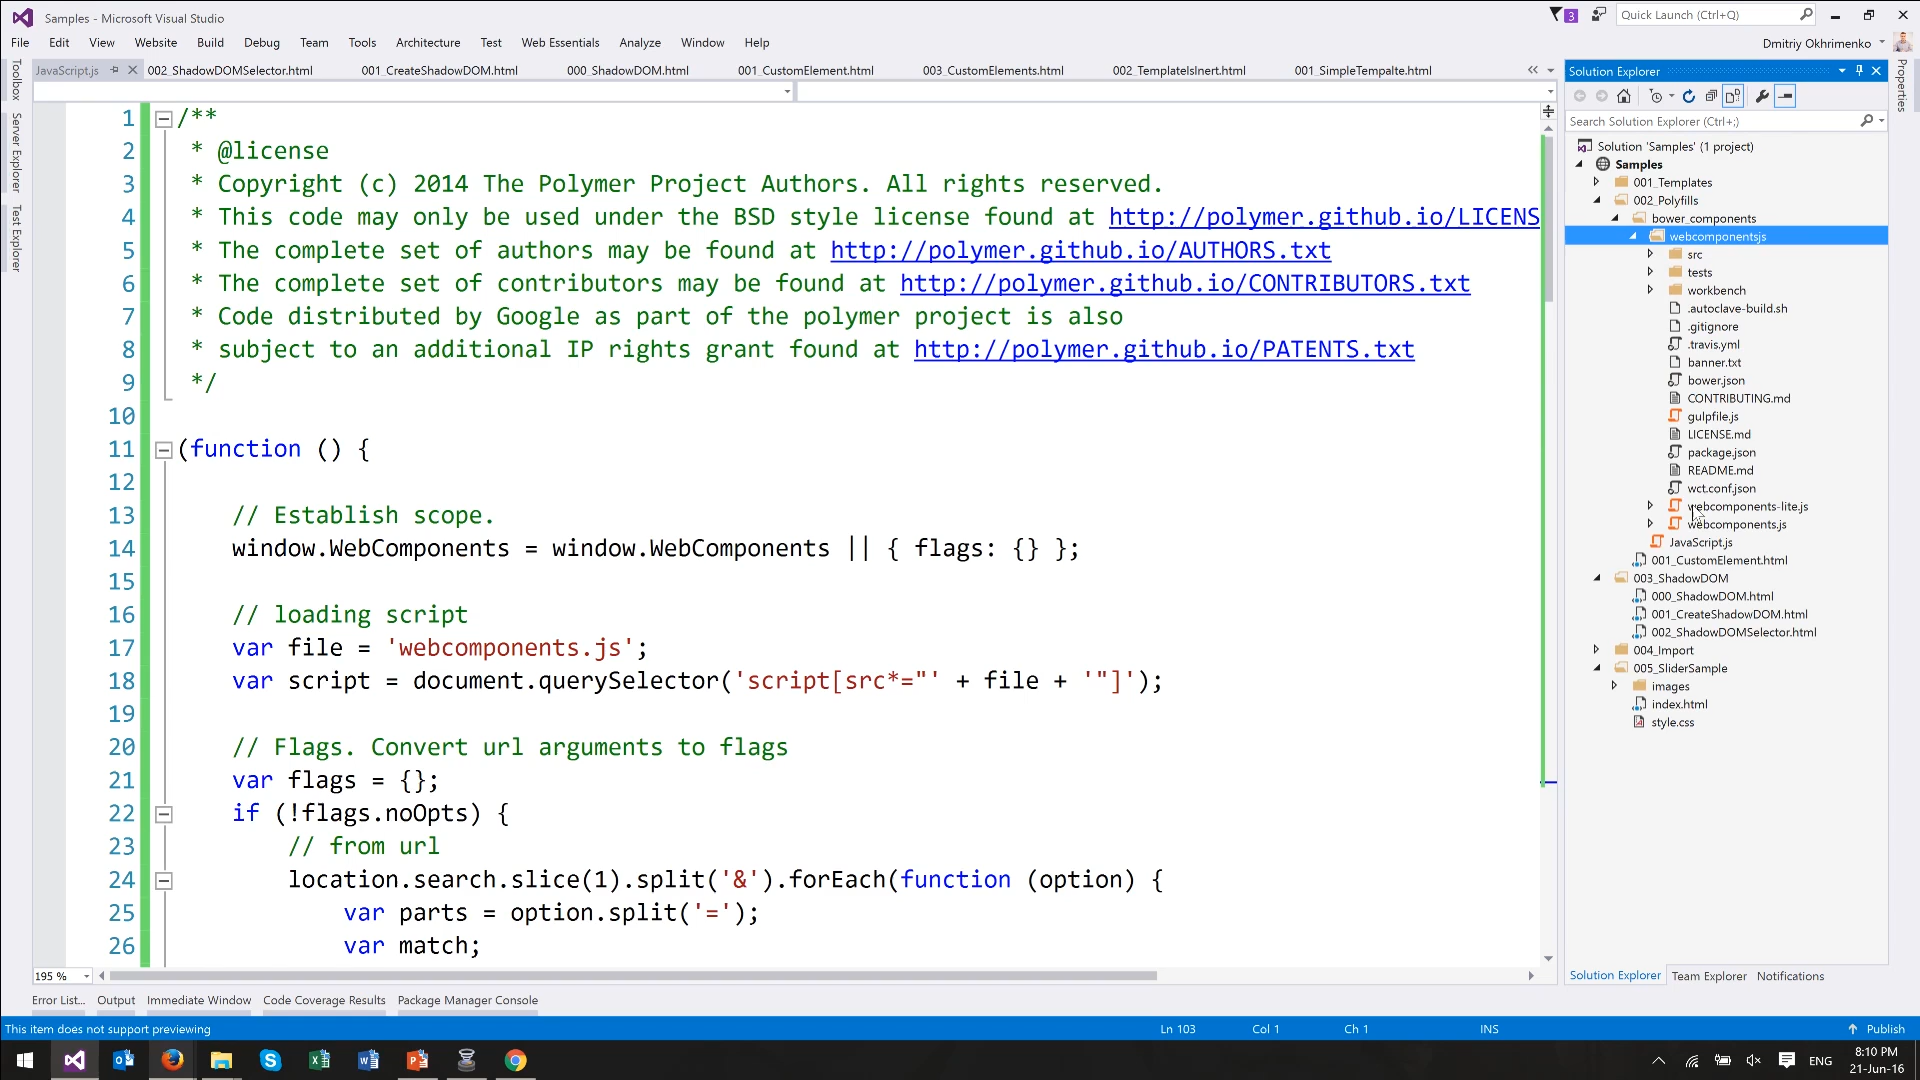 Samples - Microsoft Visual Studio
3
Quick Launch (Ctrl+Q)
File Edit View Website Build Debug Team Tools Architecture Test Web Essentials Analyze Window Help
Dmitriy Okhrimenko
JavaScript.js 002_ShadowDOMSelector.html 001_CreateShadowDOM.html 000_ShadowDOM.html 001_CustomElement.html 003_CustomElements.html 002_TemplateIsInert.html 001_SimpleTempalte.html
Toolbox
Server Explorer
Test Explorer
1 /**
2 * @license
3 * Copyright (c) 2014 The Polymer Project Authors. All rights reserved.
4 * This code may only be used under the BSD style license found at http://polymer.github.io/LICENS
5 * The complete set of authors may be found at http://polymer.github.io/AUTHORS.txt
6 * The complete set of contributors may be found at http://polymer.github.io/CONTRIBUTORS.txt
7 * Code distributed by Google as part of the polymer project is also
8 * subject to an additional IP rights grant found at http://polymer.github.io/PATENTS.txt
9 */
10
11 (function () {
12
13 // Establish scope.
14 window.WebComponents = window.WebComponents || { flags: {} };
15
16 // loading script
17 var file = 'webcomponents.js';
18 var script = document.querySelector('script[src*="' + file + '"]');
19
20 // Flags. Convert url arguments to flags
21 var flags = {};
22 if (!flags.noOpts) {
23 // from url
24 location.search.slice(1).split('&').forEach(function (option) {
25 var parts = option.split('=');
26 var match;
195 %
Solution Explorer
Search Solution Explorer (Ctrl+;)
Solution 'Samples' (1 project)
Samples
001_Templates
002_Polyfills
bower_components
webcomponentsjs
src
tests
workbench
.autoclave-build.sh
.gitignore
.travis.yml
banner.txt
bower.json
CONTRIBUTING.md
gulpfile.js
LICENSE.md
package.json
README.md
wct.conf.json
webcomponents-lite.js
webcomponents.js
JavaScript.js
001_CustomElement.html
003_ShadowDOM
000_ShadowDOM.html
001_CreateShadowDOM.html
002_ShadowDOMSelector.html
004_Import
005_SliderSample
images
index.html
style.css
Solution Explorer Team Explorer Notifications
Properties
Error List... Output Immediate Window Code Coverage Results Package Manager Console
This item does not support previewing Ln 103 Col 1 Ch 1 INS Publish
ENG
8:10 PM
21-Jun-16